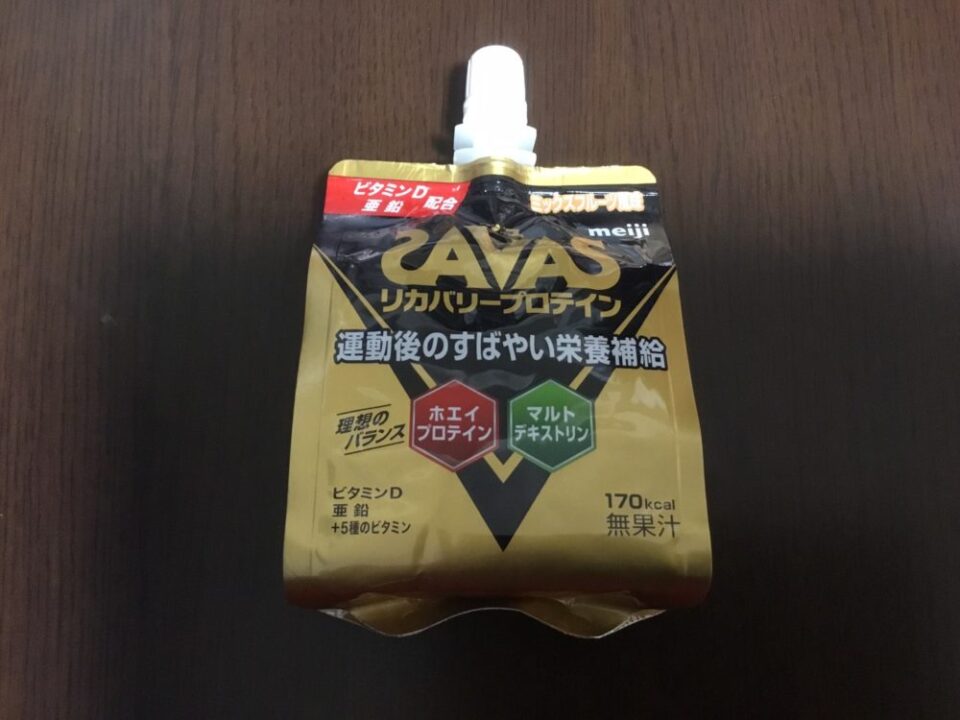 ビタミンD
亜鉛 配合
ミックスフルーツ風味
meiji
SAVAS
リカバリープロテイン
運動後のすばやい栄養補給
理想の
バランス
ホエイ
プロテイン
マルト
デキストリン
ビタミンD
亜鉛
+5種のビタミン
170kcal
無果汁